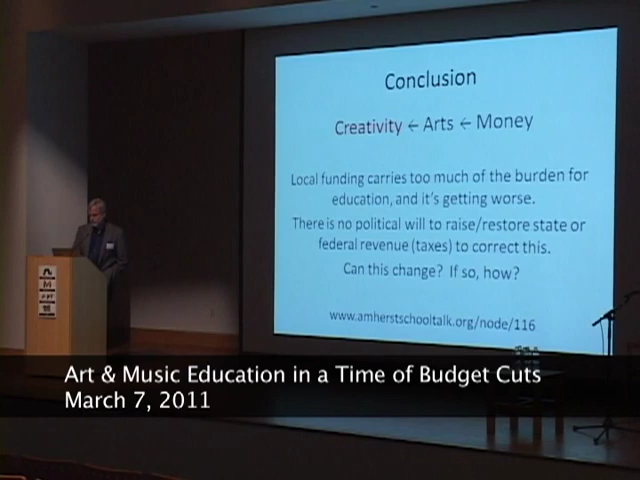 Conclusion
Creativity ← Arts ← Money
Local funding carries too much of the burden for
education, and it's getting worse.
There is no political will to raise/restore state or
federal revenue (taxes) to correct this.
Can this change?  If so, how?
www.amherstschooltalk.org/node/116
Art & Music Education in a Time of Budget Cuts
March 7, 2011